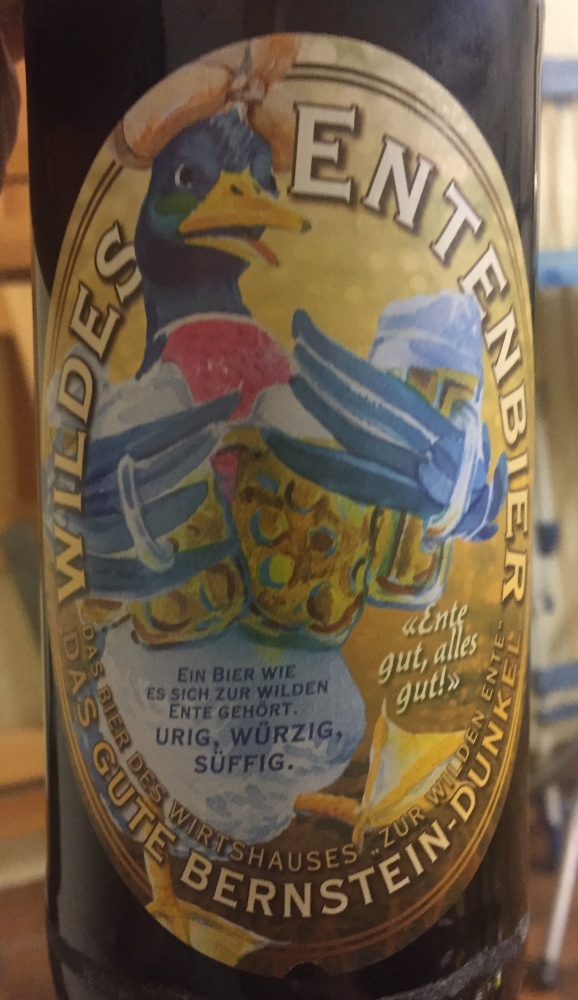 WILDES ENTENBIER
«Ente
gut, alles
gut!»
EIN BIER WIE
ES SICH ZUR WILDEN
ENTE GEHÖRT.
URIG, WÜRZIG,
SÜFFIG.
DAS BIER DES WIRTSHAUSES „ZUR WILDEN ENTE“
DAS GUTE BERNSTEIN-DUNKEL